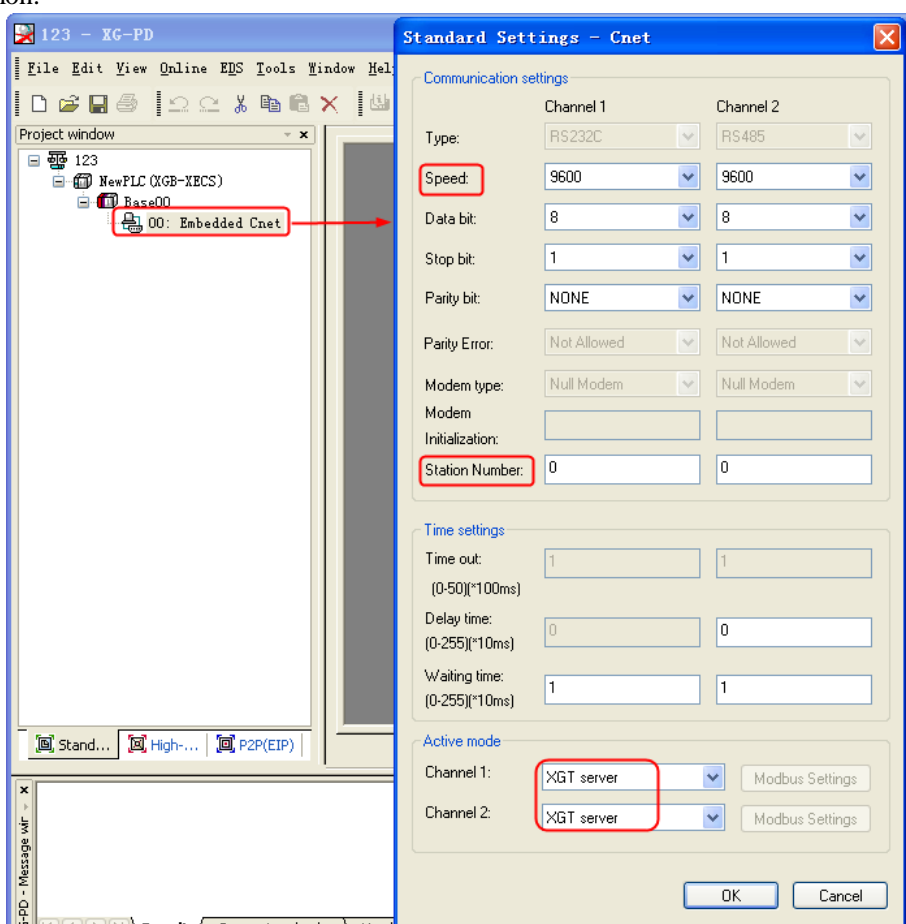 123 - XG-PD
File Edit View Online EDS Tools Window Hel
Project window
123
NewPLC(XGB-XECS)
Base00
00: Embedded Cnet
Stand...
High-...
P2P(EIP)
Standard Settings - Cnet
Communication settings
Channel 1 Channel 2
Type: RS232C RS485
Speed: 9600 9600
Data bit: 8 8
Stop bit: 1 1
Parity bit: NONE NONE
Parity Error: Not Allowed Not Allowed
Modem type: Null Modem Null Modem
Modem
Initialization:
Station Number: 0 0
Time settings
Time out: 1 1
(0-50)(*100ms)
Delay time: 0 0
(0-255)(*10ms)
Waiting time: 1 1
(0-255)(*10ms)
Active mode
Channel 1: XGT server Modbus Settings
Channel 2: XGT server Modbus Settings
OK Cancel